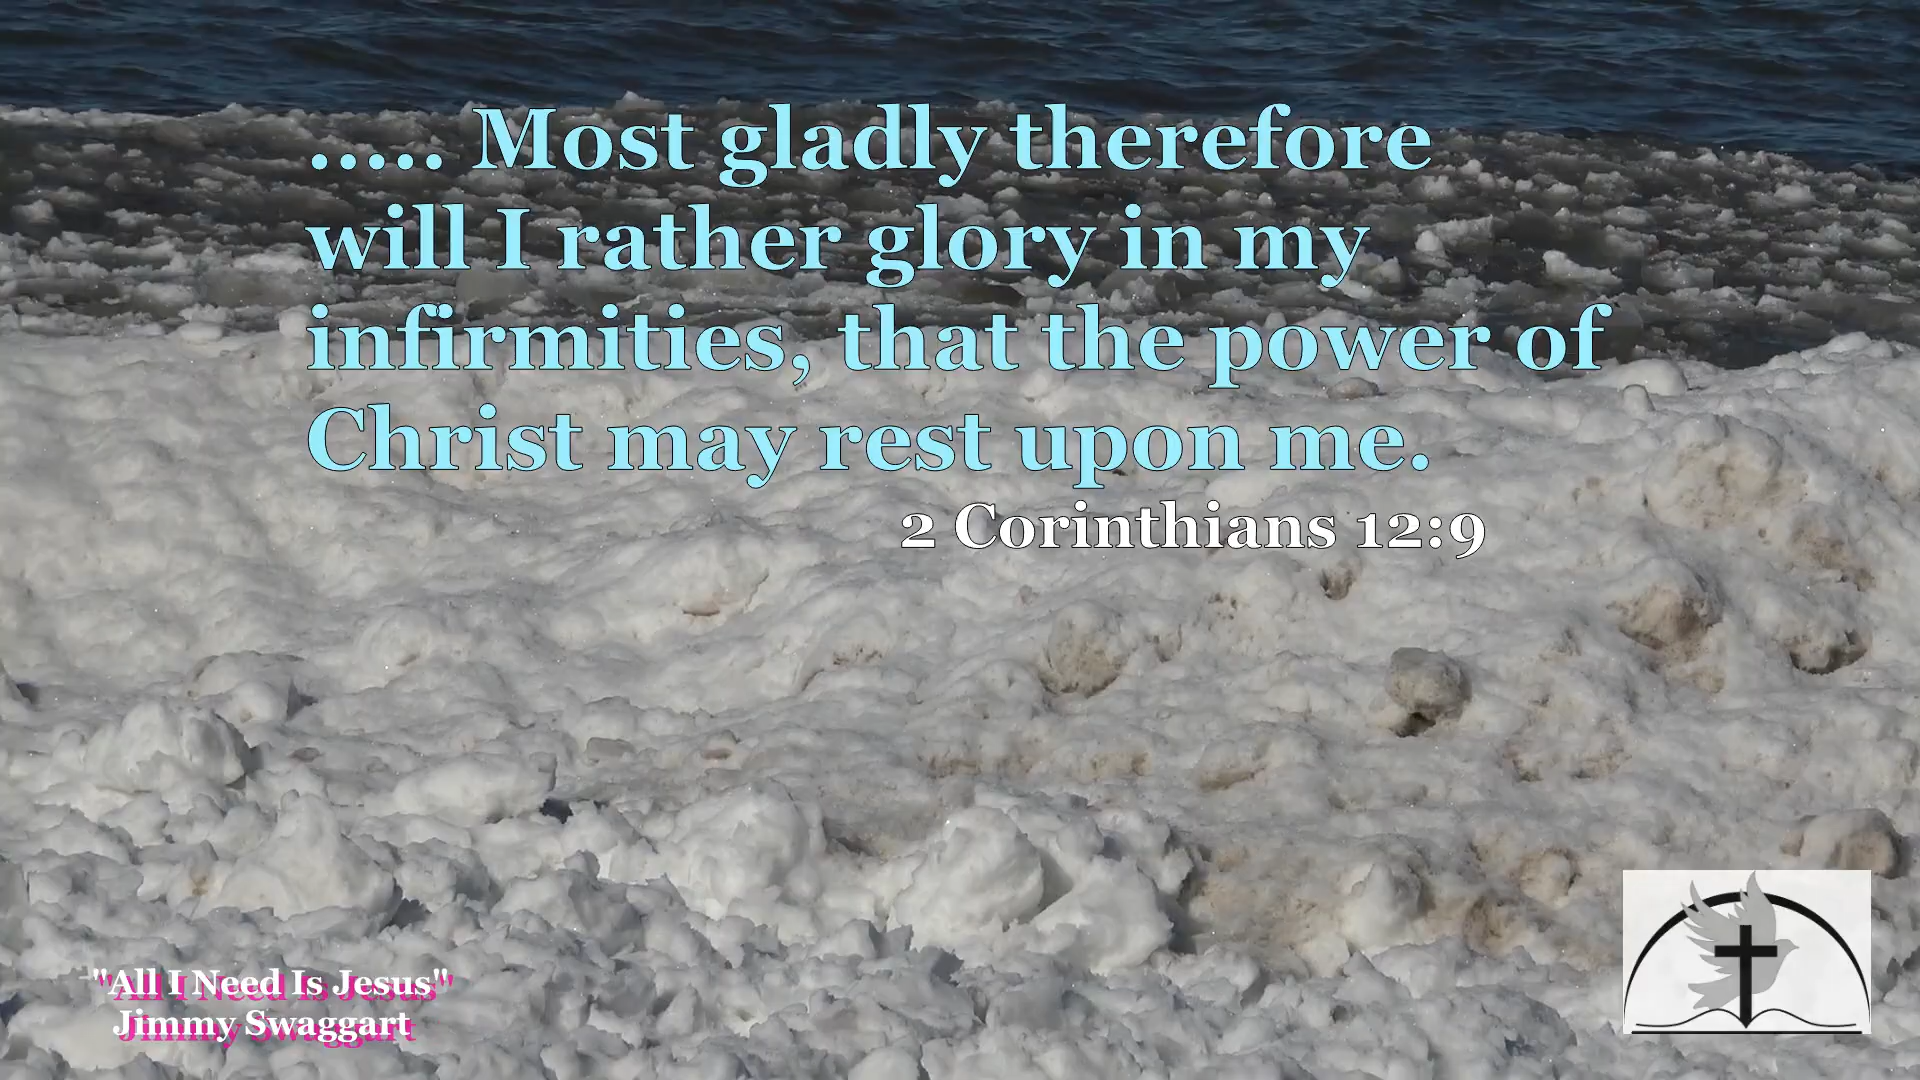 ..... Most gladly therefore
will I rather glory in my
infirmities, that the power of
Christ may rest upon me.
2 Corinthians 12:9
"All I Need Is Jesus"
Jimmy Swaggart